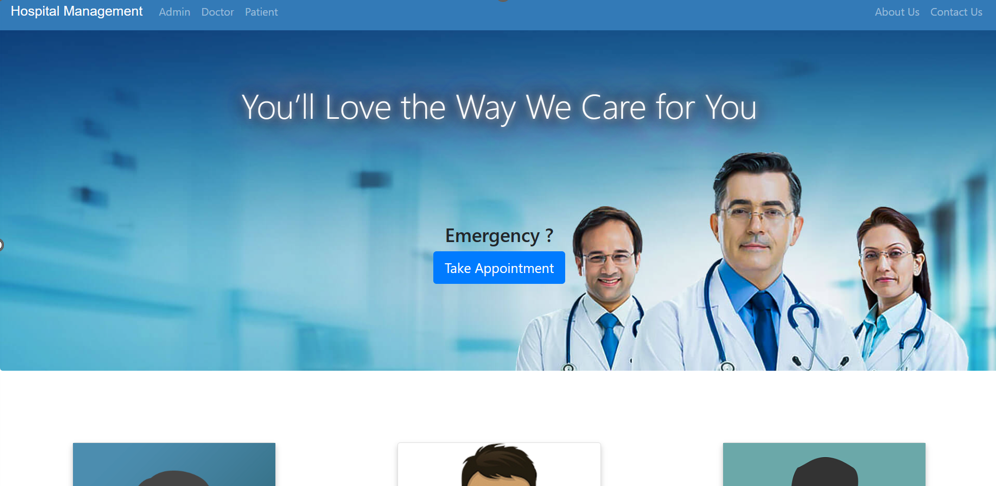 Hospital Management Admin Doctor Patient About Us Contact Us
You’ll Love the Way We Care for You
Emergency ?
Take Appointment